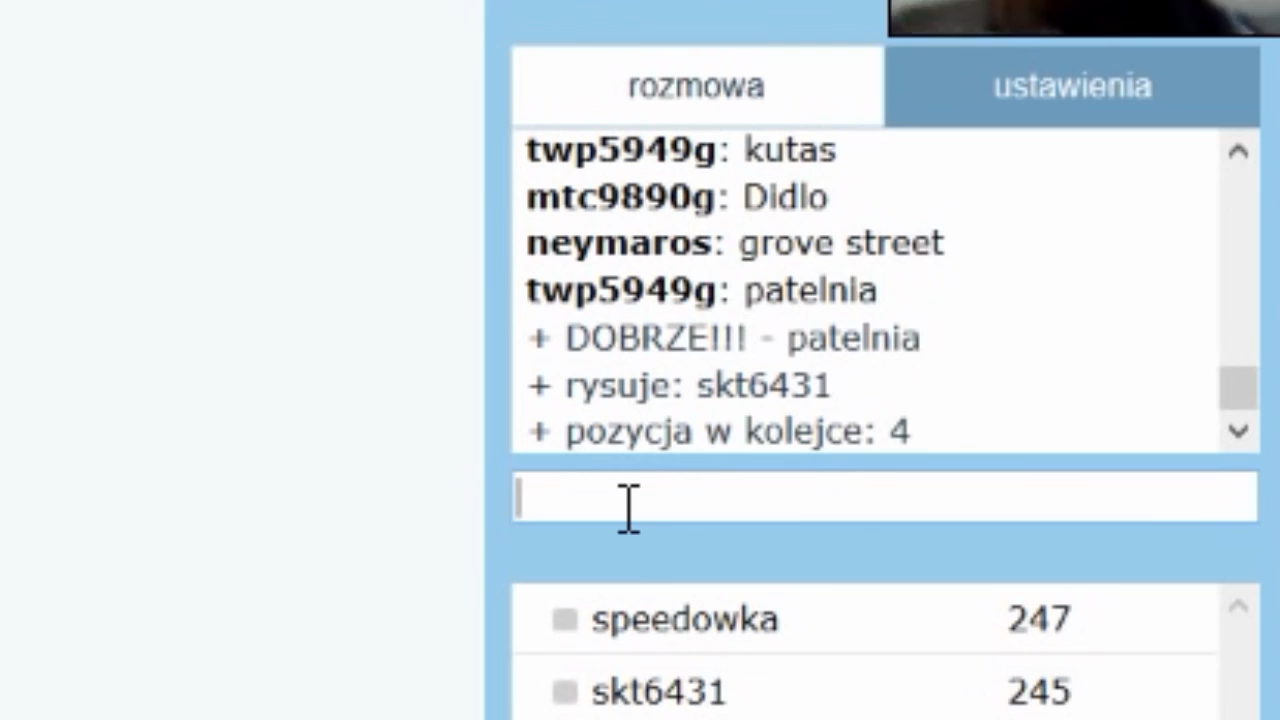 rozmowa ustawienia
twp5949g: kutas
mtc9890g: Didlo
neymaros: grove street
twp5949g: patelnia
+ DOBRZE!!! - patelnia
+ rysuje: skt6431
+ pozycja w kolejce: 4
speedowka 247
skt6431 245